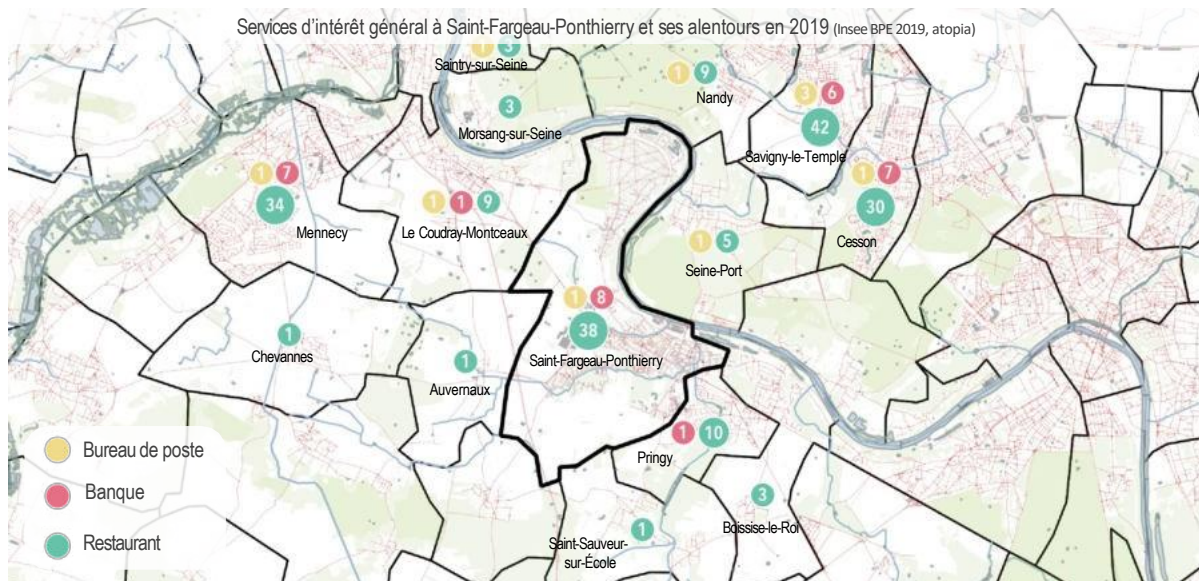 Services d'intérêt général à Saint-Fargeau-Ponthierry et ses alentours en 2019 (Insee BPE 2019, atopia)
1 3
Saintry-sur-Seine
1 9
Nandy
3
Morsang-sur-Seine
3 6
42
Savigny-le-Temple
1 7
34
Mennecy
1 7
30
Cesson
1 1 9
Le Coudray-Montceaux
1 5
Seine-Port
1 8
38
Saint-Fargeau-Ponthierry
1
Chevannes
1
Auvernaux
1 10
Pringy
3
Boissise-le-Roi
1
Saint-Sauveur-
sur-École
Bureau de poste
Banque
Restaurant